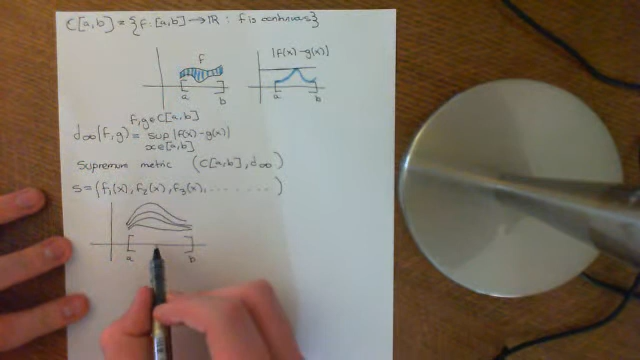 C[a,b] = {f: [a,b] → ℝ : f is continuous}
f |f(x)-g(x)|
a b a b
f,g∈C[a,b]
d∞(f,g) = sup |f(x)-g(x)|
x∈[a,b]
Supremum metric (C[a,b], d∞)
S = (f₁(x), f₂(x), f₃(x), . . . . . . . . )
a b